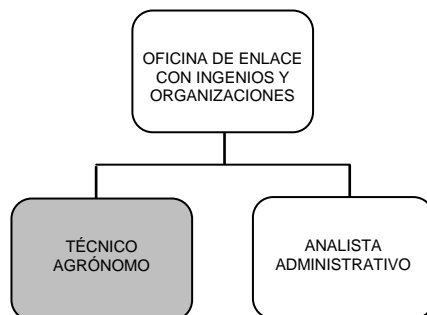 OFICINA DE ENLACE
CON INGENIOS Y
ORGANIZACIONES
TÉCNICO
AGRÓNOMO
ANALISTA
ADMINISTRATIVO